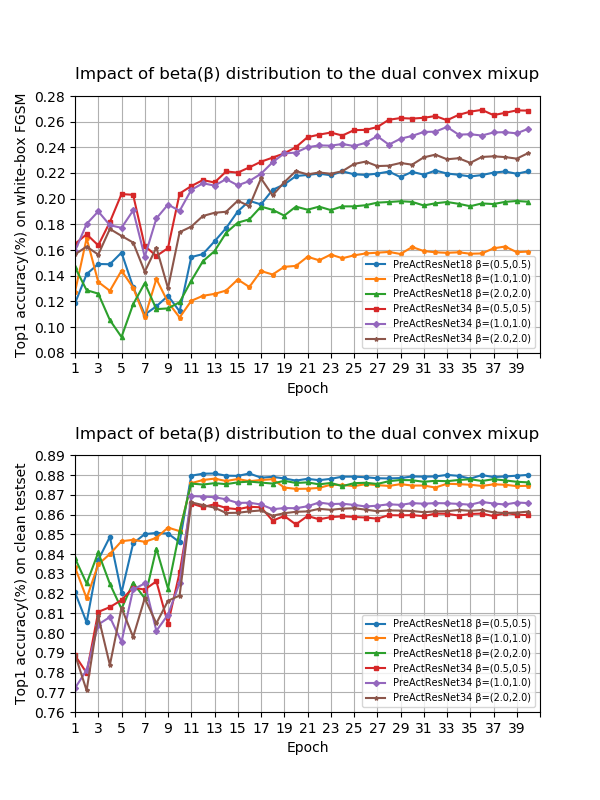 Impact of beta(β) distribution to the dual convex mixup
Top1 accuracy(%) on white-box FGSM
0.28
0.26
0.24
0.22
0.20
0.18
0.16
0.14
0.12
0.10
0.08
PreActResNet18 β=(0.5,0.5)
PreActResNet18 β=(1.0,1.0)
PreActResNet18 β=(2.0,2.0)
PreActResNet34 β=(0.5,0.5)
PreActResNet34 β=(1.0,1.0)
PreActResNet34 β=(2.0,2.0)
1 3 5 7 9 11 13 15 17 19 21 23 25 27 29 31 33 35 37 39
Epoch
Impact of beta(β) distribution to the dual convex mixup
Top1 accuracy(%) on clean testset
0.89
0.88
0.87
0.86
0.85
0.84
0.83
0.82
0.81
0.80
0.79
0.78
0.77
0.76
PreActResNet18 β=(0.5,0.5)
PreActResNet18 β=(1.0,1.0)
PreActResNet18 β=(2.0,2.0)
PreActResNet34 β=(0.5,0.5)
PreActResNet34 β=(1.0,1.0)
PreActResNet34 β=(2.0,2.0)
1 3 5 7 9 11 13 15 17 19 21 23 25 27 29 31 33 35 37 39
Epoch